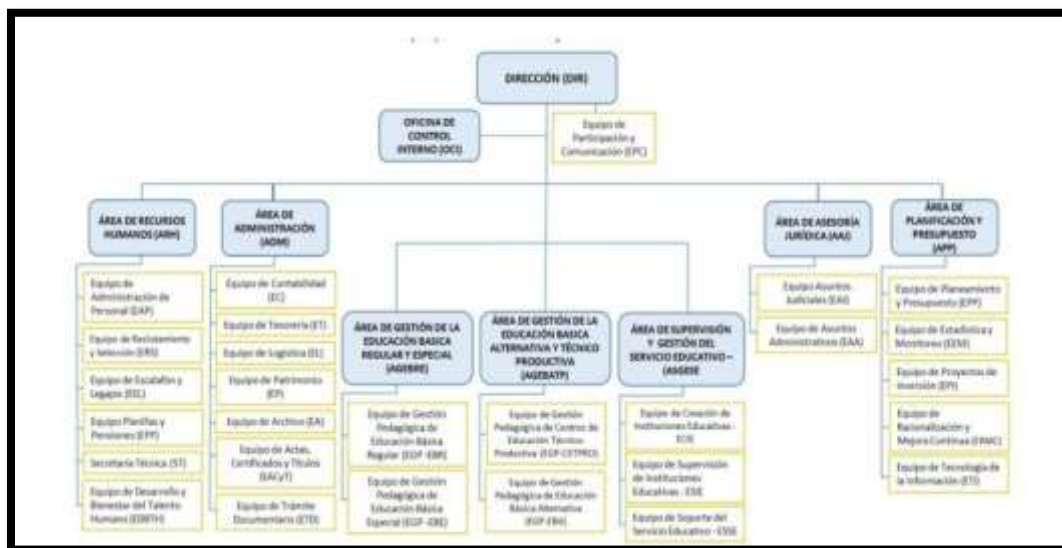 DIRECCIÓN (DIR)
OFICINA DE
CONTROL
INTERNO (OCI)
Equipo de
Participación y
Comunicación (EPC)
ÁREA DE RECURSOS
HUMANOS (ARH)
Equipo de
Administración de
Personal (EAP)
Equipo de Reclutamiento
y Selección (ERS)
Equipo de Escalafón y
Legajos (EEL)
Equipo Planillas y
Pensiones (EPP)
Secretaría Técnica (ST)
Equipo de Desarrollo y
Bienestar del Talento
Humano (EDBTH)
ÁREA DE
ADMINISTRACIÓN
(ADM)
Equipo de Contabilidad
(EC)
Equipo de Tesorería (ET)
Equipo de Logística (EL)
Equipo de Patrimonio
(EP)
Equipo de Archivo (EA)
Equipo de Actas,
Certificados y Títulos
(EACyT)
Equipo de Trámite
Documentario (ETD)
ÁREA DE GESTIÓN DE LA
EDUCACIÓN BASICA
REGULAR Y ESPECIAL
(AGEBRE)
Equipo de Gestión
Pedagógica de
Educación Básica
Regular (EGP -EBR)
Equipo de Gestión
Pedagógica de
Educación Básica
Especial (EGP -EBE)
ÁREA DE GESTIÓN DE LA
EDUCACIÓN BASICA
ALTERNATIVA Y TÉCNICO
PRODUCTIVA
(AGEBATP)
Equipo de Gestión
Pedagógica de Centros de
Educación Técnico
Productiva (EGP-CETPRO)
Equipo de Gestión
Pedagógica de Educación
Básica Alternativa (EGP-EBA)
ÁREA DE SUPERVISIÓN
Y GESTIÓN DEL
SERVICIO EDUCATIVO –
ASGESE
Equipo de Creación de
Instituciones Educativas -
Equipo de Supervisión
de Instituciones
Educativas - ESIE
Equipo de Soporte del
Servicio Educativo - ESSE
ÁREA DE ASESORÍA
JURÍDICA (AAJ)
Equipo Asuntos
Judiciales (EAJ)
Equipo de Asuntos
Administrativos (EAA)
ÁREA DE
PLANIFICACIÓN Y
PRESUPUESTO
(APP)
Equipo de Planeamiento
y Presupuesto (EPP)
Equipo de Estadística y
Monitoreo (EEM)
Equipo de Proyectos de
Inversión (EPI)
Equipo de
Racionalización y
Mejora Continua (ERMC)
Equipo de Tecnología de
la Información (ETI)